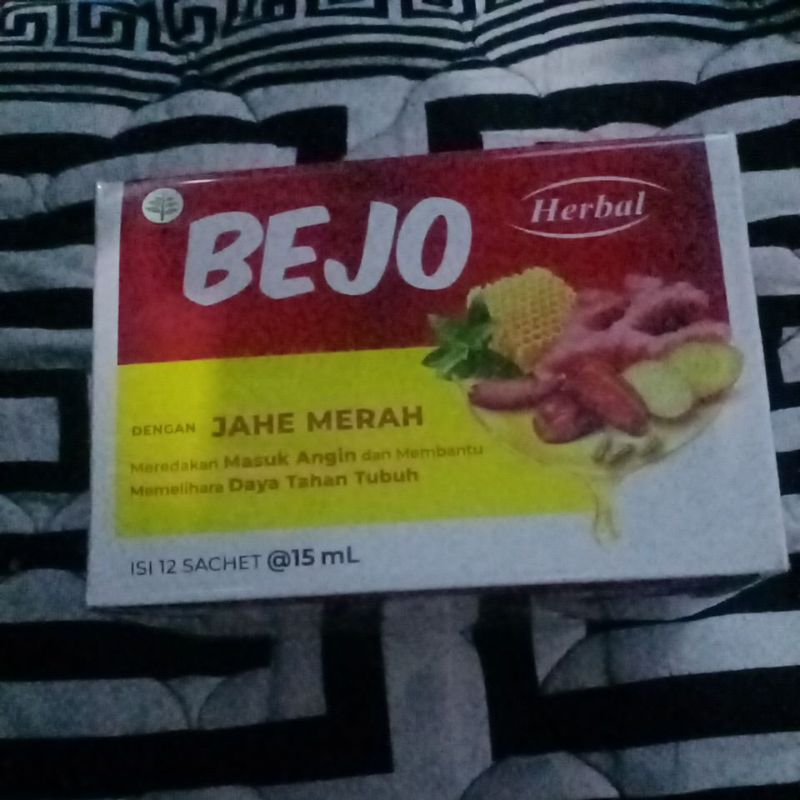 BEJO
Herbal
DENGAN JAHE MERAH
Meredakan Masuk Angin dan Membantu
Memelihara Daya Tahan Tubuh
ISI 12 SACHET @15 mL